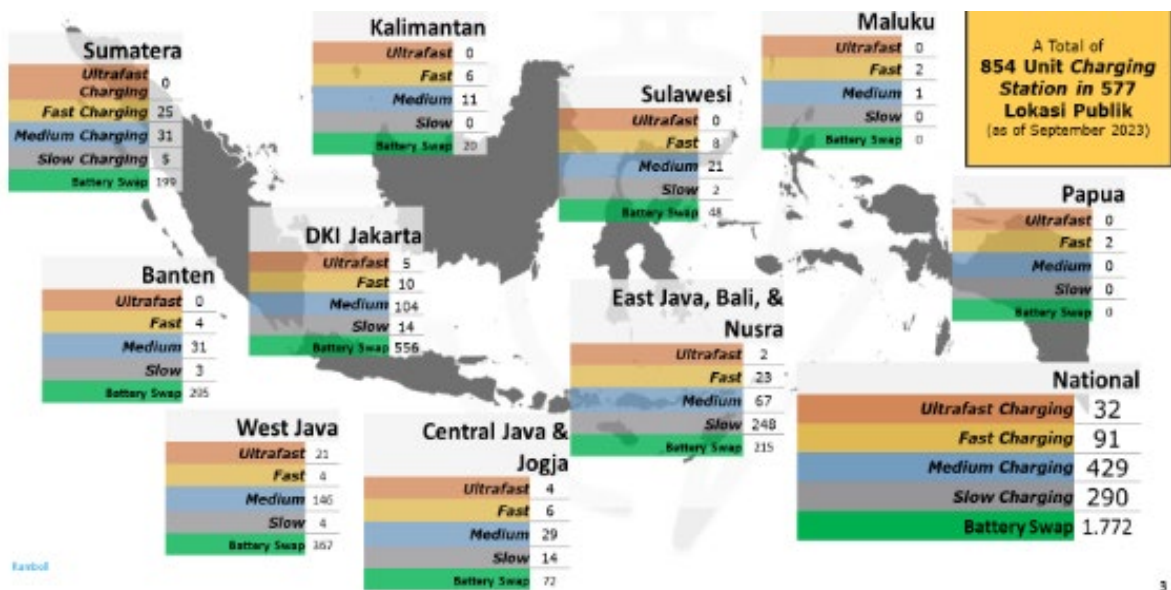 Sumatera
Ultrafast Charging 0
Fast Charging 25
Medium Charging 31
Slow Charging 5
Battery Swap 199
Kalimantan
Ultrafast 0
Fast 6
Medium 11
Slow 0
Battery Swap 20
Sulawesi
Ultrafast 0
Fast 8
Medium 21
Slow 2
Battery Swap 48
Maluku
Ultrafast 0
Fast 2
Medium 1
Slow 0
Battery Swap 0
A Total of
854 Unit Charging
Station in 577
Lokasi Publik
(as of September 2023)
Papua
Ultrafast 0
Fast 2
Medium 0
Slow 0
Battery Swap 0
DKI Jakarta
Ultrafast 5
Fast 10
Medium 104
Slow 14
Battery Swap 556
Banten
Ultrafast 0
Fast 4
Medium 31
Slow 3
Battery Swap 295
East Java, Bali, &
Nusra
Ultrafast 2
Fast 23
Medium 67
Slow 248
Battery Swap 215
West Java
Ultrafast 21
Fast 4
Medium 146
Slow 4
Battery Swap 367
Central Java &
Jogja
Ultrafast 4
Fast 6
Medium 29
Slow 14
Battery Swap 72
National
Ultrafast Charging 32
Fast Charging 91
Medium Charging 429
Slow Charging 290
Battery Swap 1.772
Ramboll
3